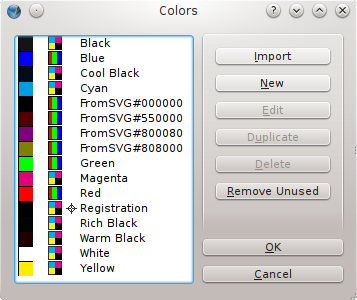 Colors
Black
Blue
Cool Black
Cyan
FromSVG#000000
FromSVG#550000
FromSVG#800080
FromSVG#808000
Green
Magenta
Red
Registration
Rich Black
Warm Black
White
Yellow
Import
New
Edit
Duplicate
Delete
Remove Unused
OK
Cancel